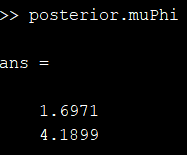 >> posterior.muPhi
ans =
1.6971
4.1899